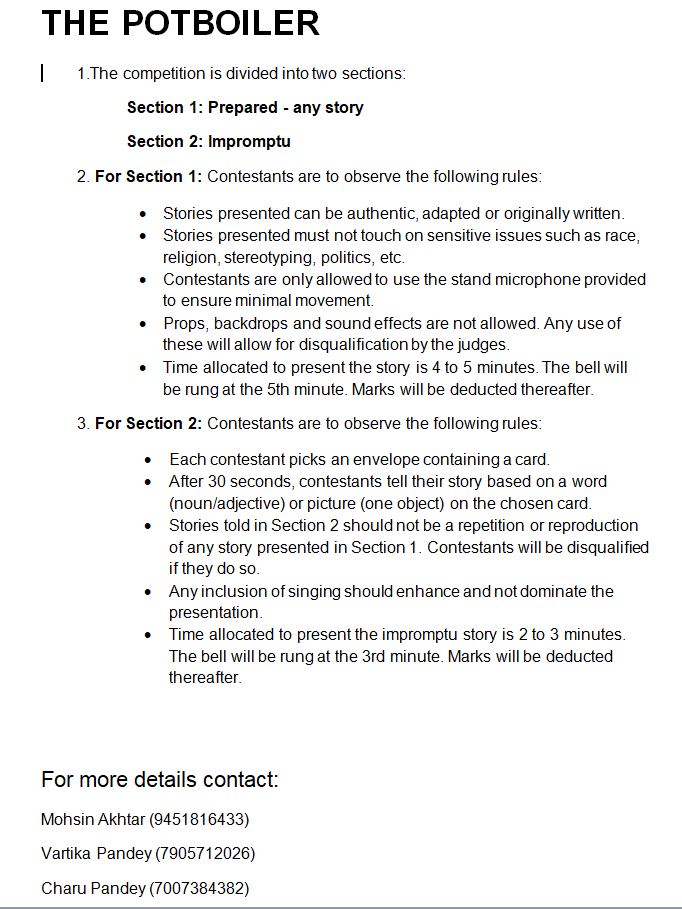 THE POTBOILER
1.The competition is divided into two sections:
Section 1: Prepared - any story
Section 2: Impromptu
2. For Section 1: Contestants are to observe the following rules:
• Stories presented can be authentic, adapted or originally written.
• Stories presented must not touch on sensitive issues such as race,
religion, stereotyping, politics, etc.
• Contestants are only allowed to use the stand microphone provided
to ensure minimal movement.
• Props, backdrops and sound effects are not allowed. Any use of
these will allow for disqualification by the judges.
• Time allocated to present the story is 4 to 5 minutes. The bell will
be rung at the 5th minute. Marks will be deducted thereafter.
3. For Section 2: Contestants are to observe the following rules:
• Each contestant picks an envelope containing a card.
• After 30 seconds, contestants tell their story based on a word
(noun/adjective) or picture (one object) on the chosen card.
• Stories told in Section 2 should not be a repetition or reproduction
of any story presented in Section 1. Contestants will be disqualified
if they do so.
• Any inclusion of singing should enhance and not dominate the
presentation.
• Time allocated to present the impromptu story is 2 to 3 minutes.
The bell will be rung at the 3rd minute. Marks will be deducted
thereafter.
For more details contact:
Mohsin Akhtar (9451816433)
Vartika Pandey (7905712026)
Charu Pandey (7007384382)